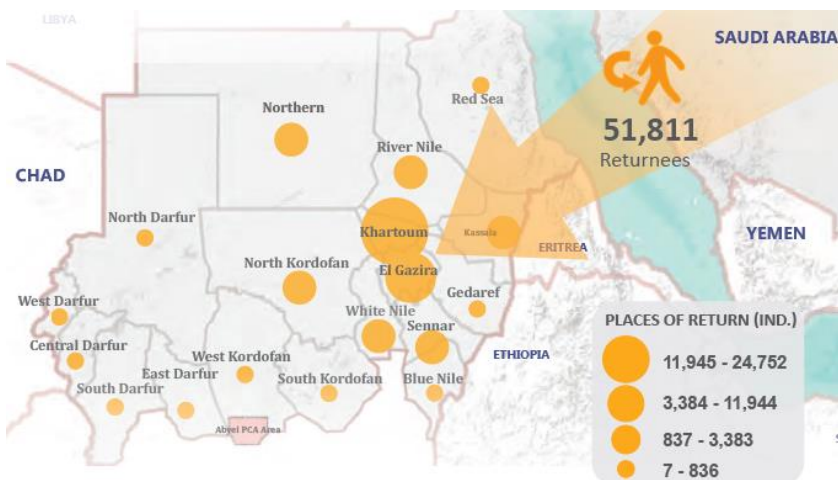 LIBYA
SAUDI ARABIA
Red Sea
Northern
51,811
Returnees
River Nile
CHAD
North Darfur
Khartoum
Kassala
YEMEN
ERITREA
North Kordofan
El Gazira
Gedaref
West Darfur
White Nile
Sennar
PLACES OF RETURN (IND.)
Central Darfur
West Kordofan
ETHIOPIA
11,945 - 24,752
East Darfur
South Kordofan
Blue Nile
South Darfur
3,384 - 11,944
Abyei PCA Area
837 - 3,383
7 - 836